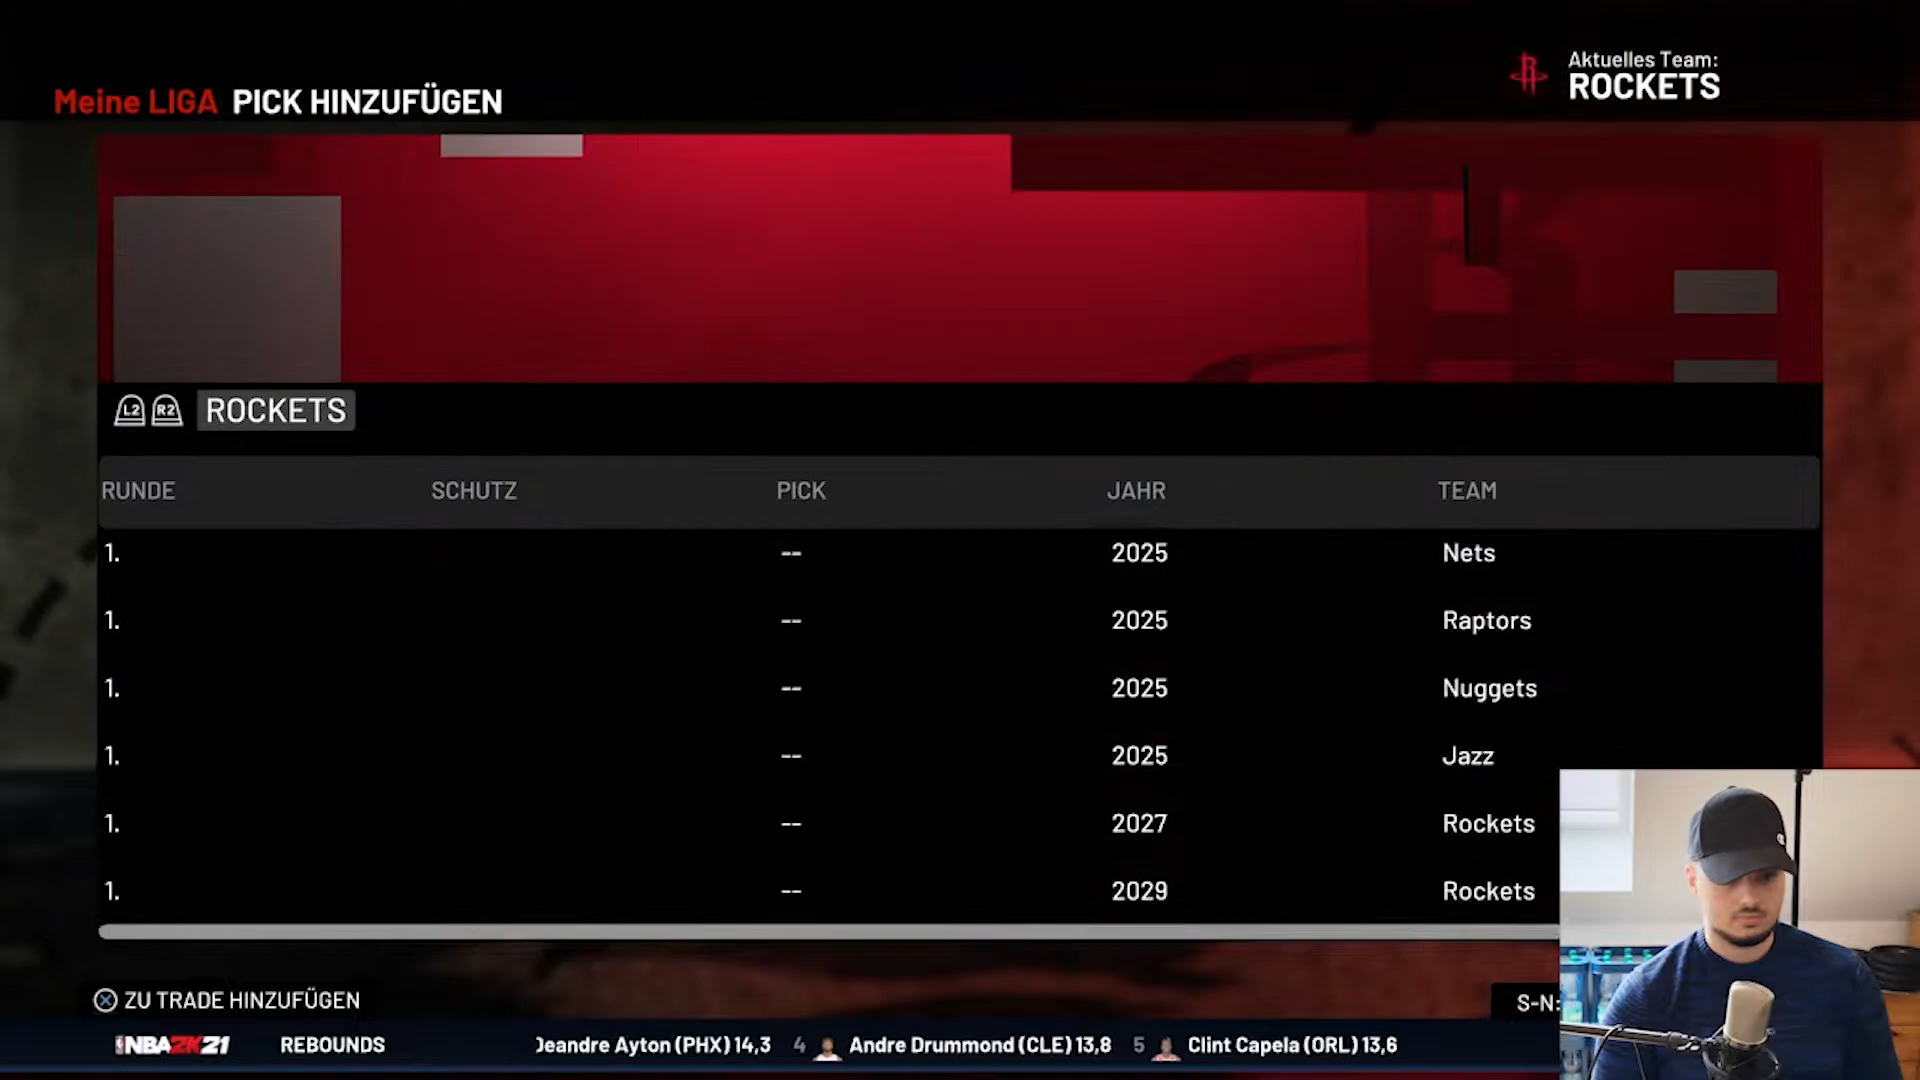 Aktuelles Team:
ROCKETS
Meine LIGA PICK HINZUFÜGEN
L2 R2 ROCKETS
RUNDE SCHUTZ PICK JAHR TEAM
1. -- 2025 Nets
1. -- 2025 Raptors
1. -- 2025 Nuggets
1. -- 2025 Jazz
1. -- 2027 Rockets
1. -- 2029 Rockets
ZU TRADE HINZUFÜGEN
S-N:
NBA2K21 REBOUNDS Deandre Ayton (PHX) 14,3 4 Andre Drummond (CLE) 13,8 5 Clint Capela (ORL) 13,6